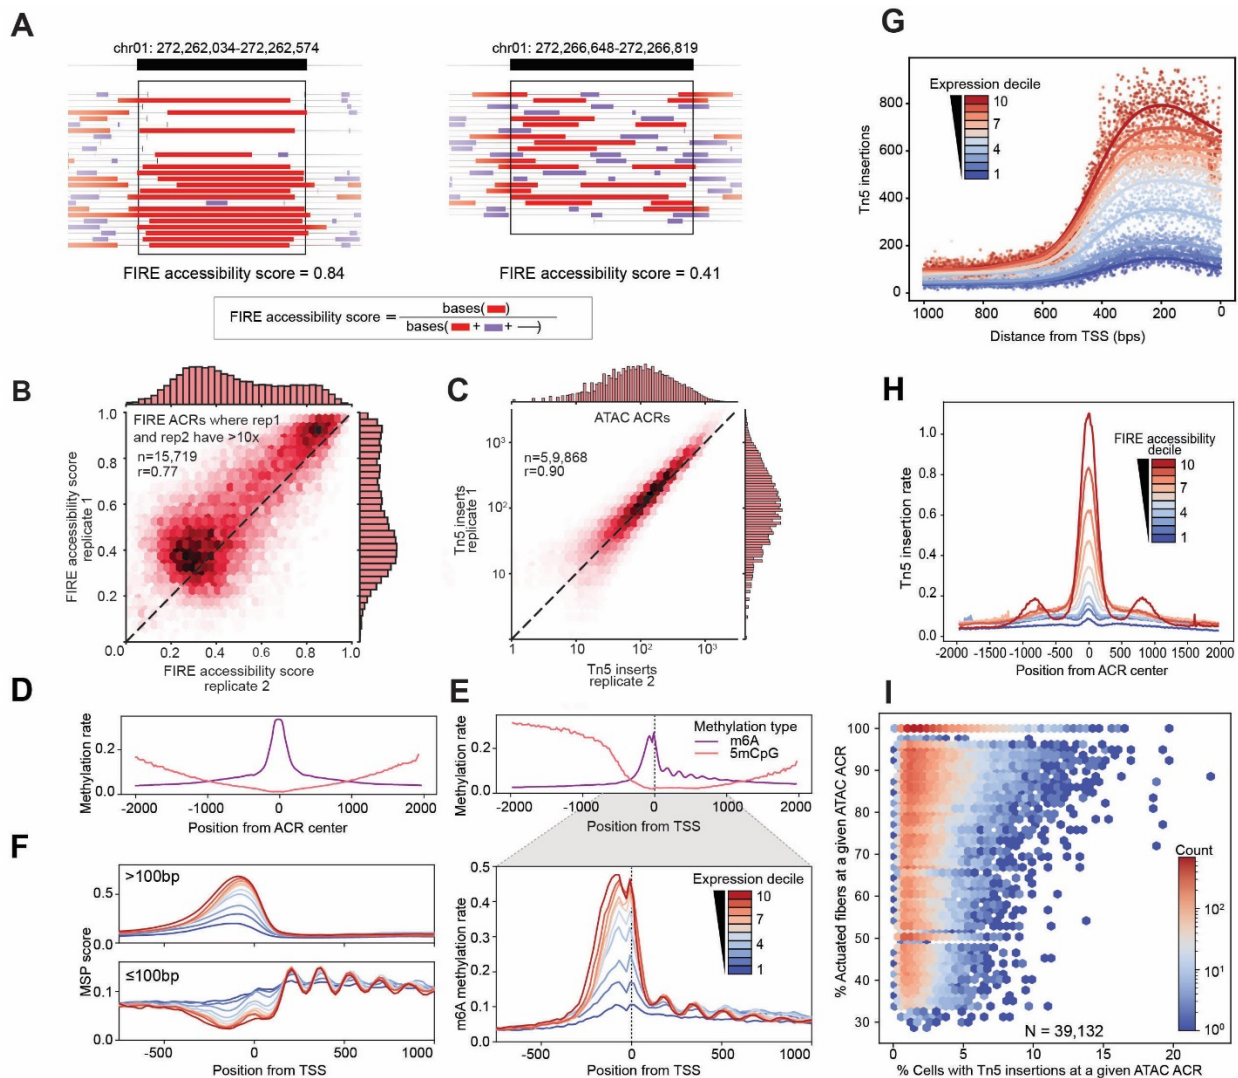 A
chr01: 272,262,034-272,262,574
chr01: 272,266,648-272,266,819
FIRE accessibility score = 0.84
FIRE accessibility score = 0.41
FIRE accessibility score =
bases( )
bases( + + )
G
Expression decile
10
7
4
1
800
600
400
200
0
Tn5 insertions
1000
800
600
400
200
0
Distance from TSS (bps)
B
FIRE ACRs where rep1
and rep2 have >10x
n=15,719
r=0.77
1.0
0.8
0.6
0.4
0.2
FIRE accessibility score
replicate 1
0.0
0.2
0.4
0.6
0.8
1.0
FIRE accessibility score
replicate 2
C
ATAC ACRs
n=5,9,868
r=0.90
10³
10²
10
Tn5 inserts
replicate 1
1
10
10²
10³
Tn5 inserts
replicate 2
H
FIRE accessibility
decile
10
7
4
1
1.0
0.8
0.6
0.4
0.2
0.0
Tn5 insertion rate
-2000
-1500
-1000
-500
0
500
1000
1500
2000
Position from ACR center
D
Methylation rate
0.2
0.0
-2000
-1000
0
1000
2000
Position from ACR center
E
Methylation rate
0.2
0.0
Methylation type
m6A
5mCpG
-2000
-1000
0
1000
2000
Position from TSS
0.5
0.4
0.3
0.2
0.1
0.0
m6A methylation rate
Expression decile
10
7
4
1
-500
0
500
1000
Position from TSS
F
>100bp
0.5
0.0
MSP score
≤100bp
0.1
0.0
-500
0
500
1000
Position from TSS
I
100
90
80
70
60
50
40
30
% Actuated fibers at a given ATAC ACR
Count
10²
10¹
10⁰
N = 39,132
0
5
10
15
20
% Cells with Tn5 insertions at a given ATAC ACR